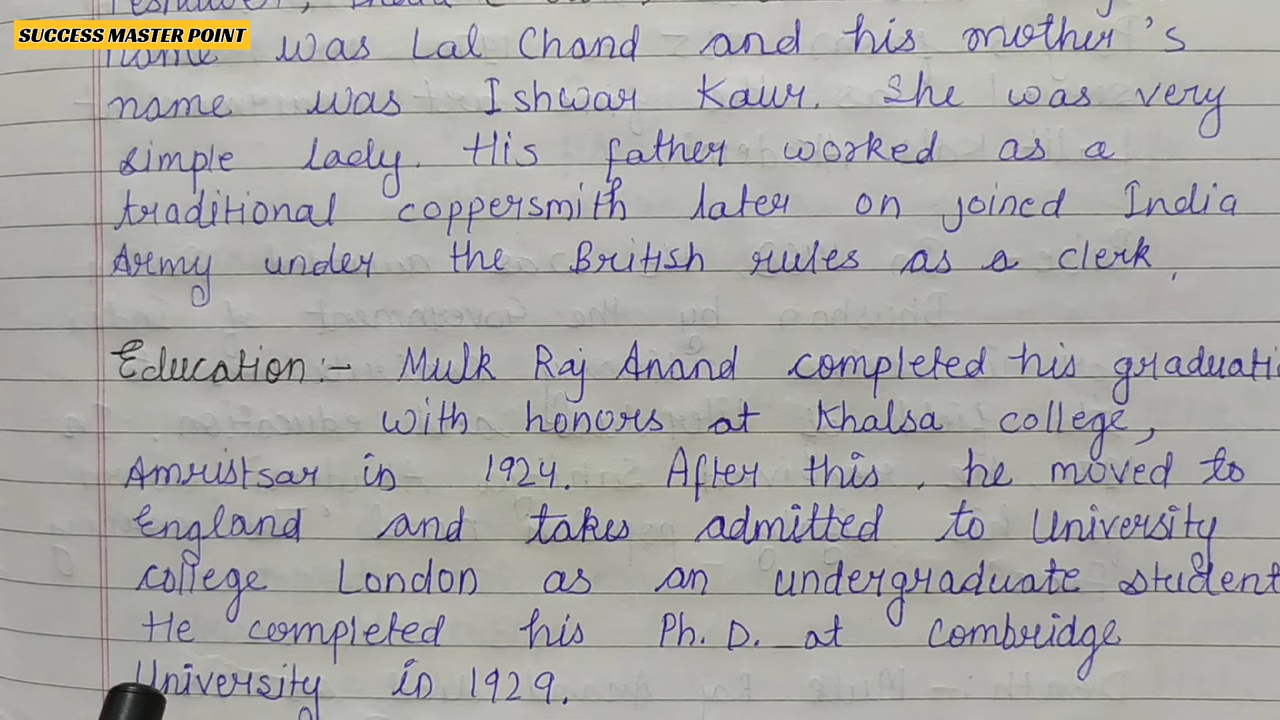 SUCCESS MASTER POINT
name was Lal Chand and his mother's
name was Ishwar Kaur. She was very
simple lady. His father worked as a
traditional coppersmith later on joined India
Army under the British rules as a clerk.
Education :- Mulk Raj Anand completed his graduati
with honors at Khalsa college,
Amristsar in 1924. After this, he moved to
England and takes admitted to University
college London as an undergraduate student
He completed his Ph. D. at Combridge
University in 1929.